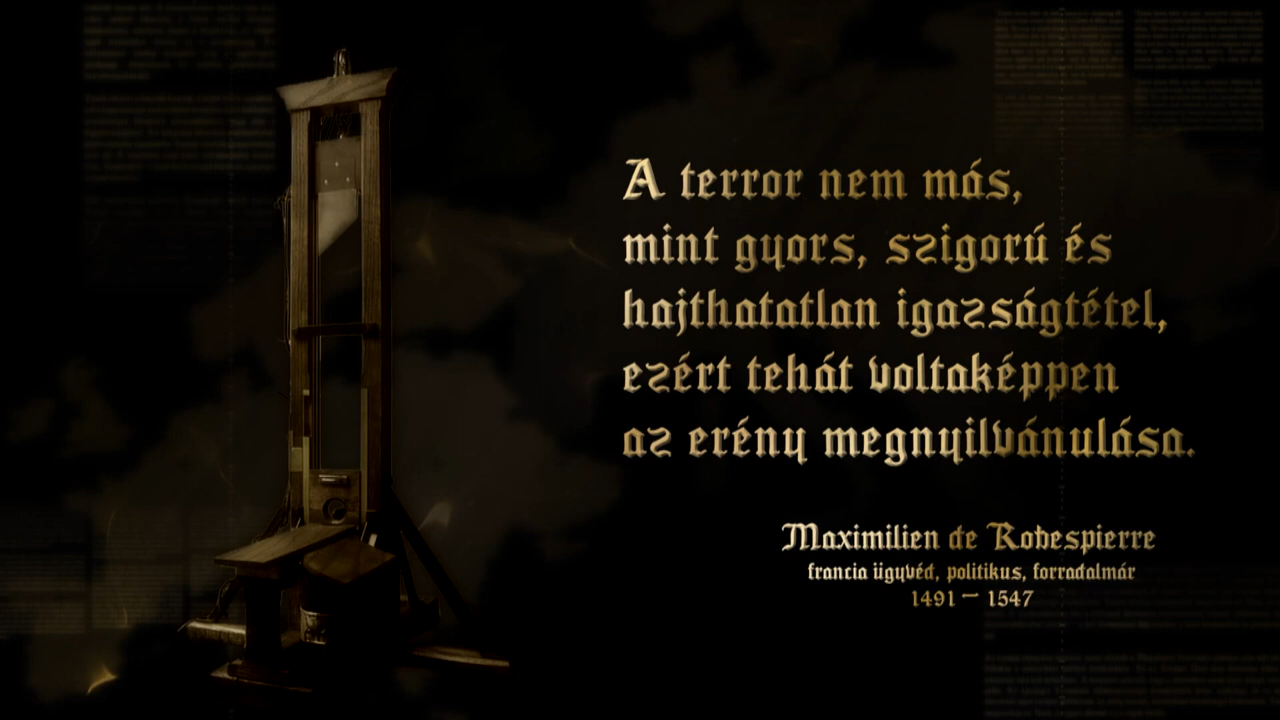 A terror nem más,
mint gyors, szigorú és
hajthatatlan igazságtétel,
ezért tehát voltaképpen
az erény megnyilvánulása.
Maximilien de Robespierre
francia ügyvéd, politikus, forradalmár
1491 – 1547